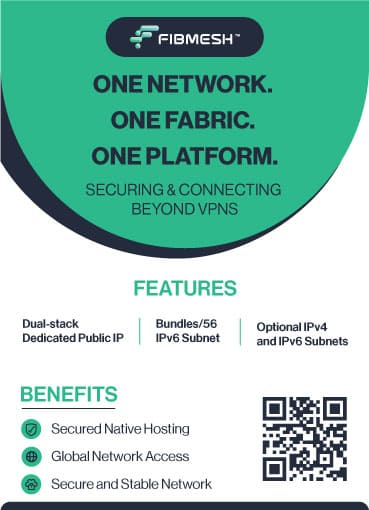 FIBMESH™
ONE NETWORK.
ONE FABRIC.
ONE PLATFORM.
SECURING & CONNECTING
BEYOND VPNS
FEATURES
Dual-stack
Dedicated Public IP
Bundles/56
IPv6 Subnet
Optional IPv4
and IPv6 Subnets
BENEFITS
Secured Native Hosting
Global Network Access
Secure and Stable Network